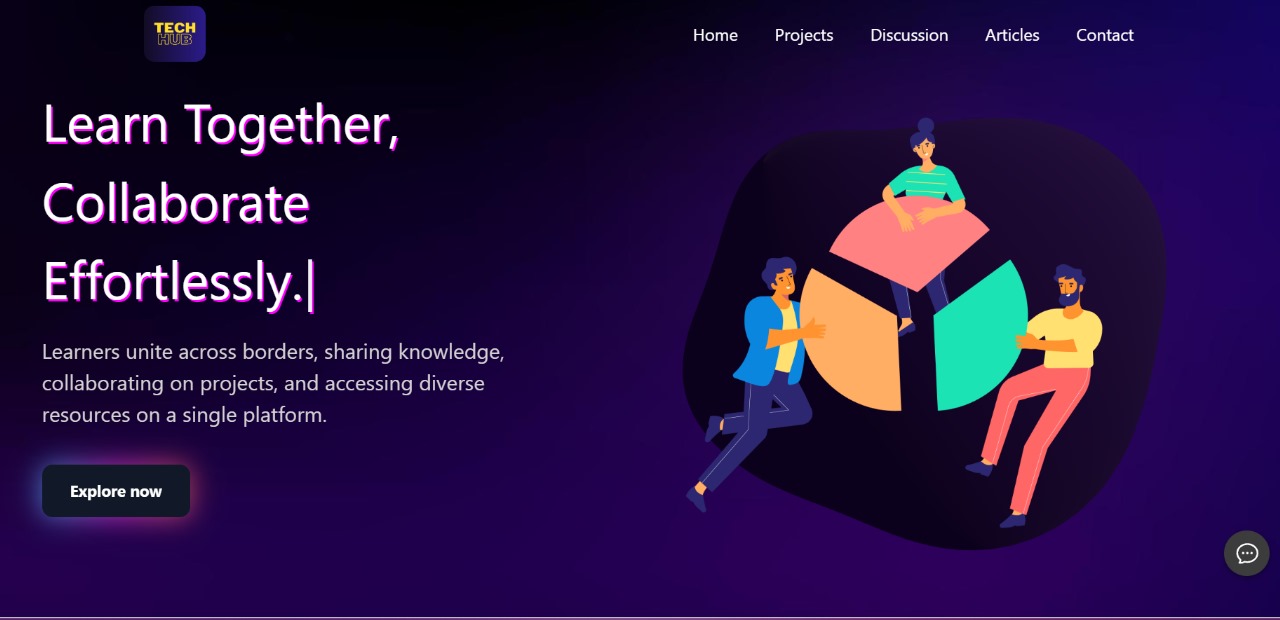 TECH
HUB
Home Projects Discussion Articles Contact
Learn Together,
Collaborate
Effortlessly.|
Learners unite across borders, sharing knowledge,
collaborating on projects, and accessing diverse
resources on a single platform.
Explore now